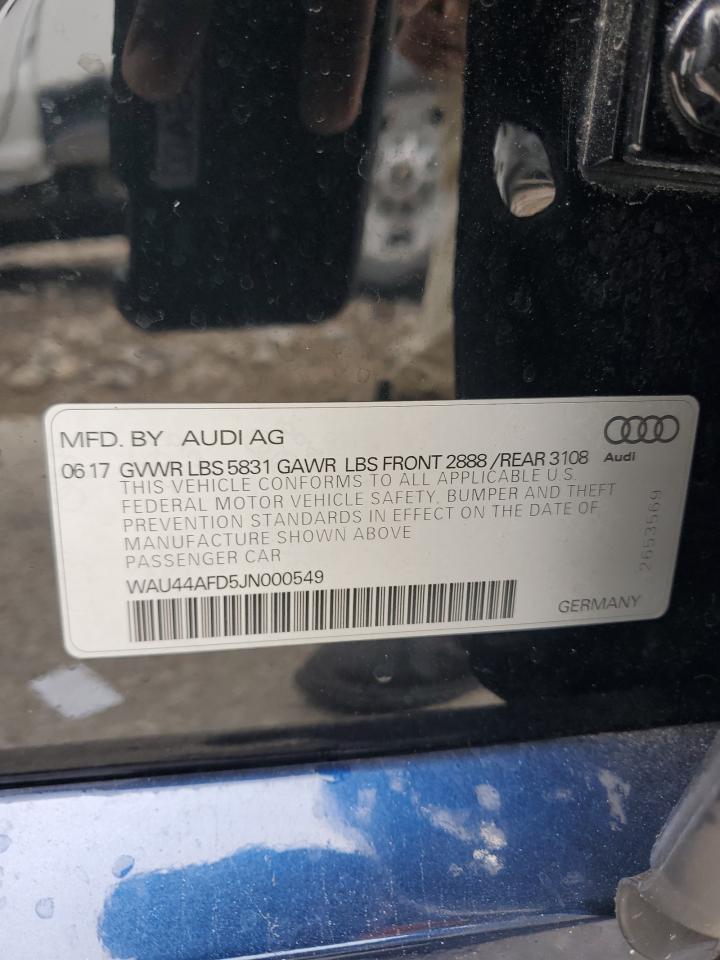 MFD. BY AUDI AG
Audi
06 17 GVWR LBS 5831 GAWR LBS FRONT 2888 /REAR 3108
THIS VEHICLE CONFORMS TO ALL APPLICABLE U.S.
FEDERAL MOTOR VEHICLE SAFETY, BUMPER AND THEFT
PREVENTION STANDARDS IN EFFECT ON THE DATE OF
MANUFACTURE SHOWN ABOVE
PASSENGER CAR
WAU44AFD5JN000549
GERMANY
2653569